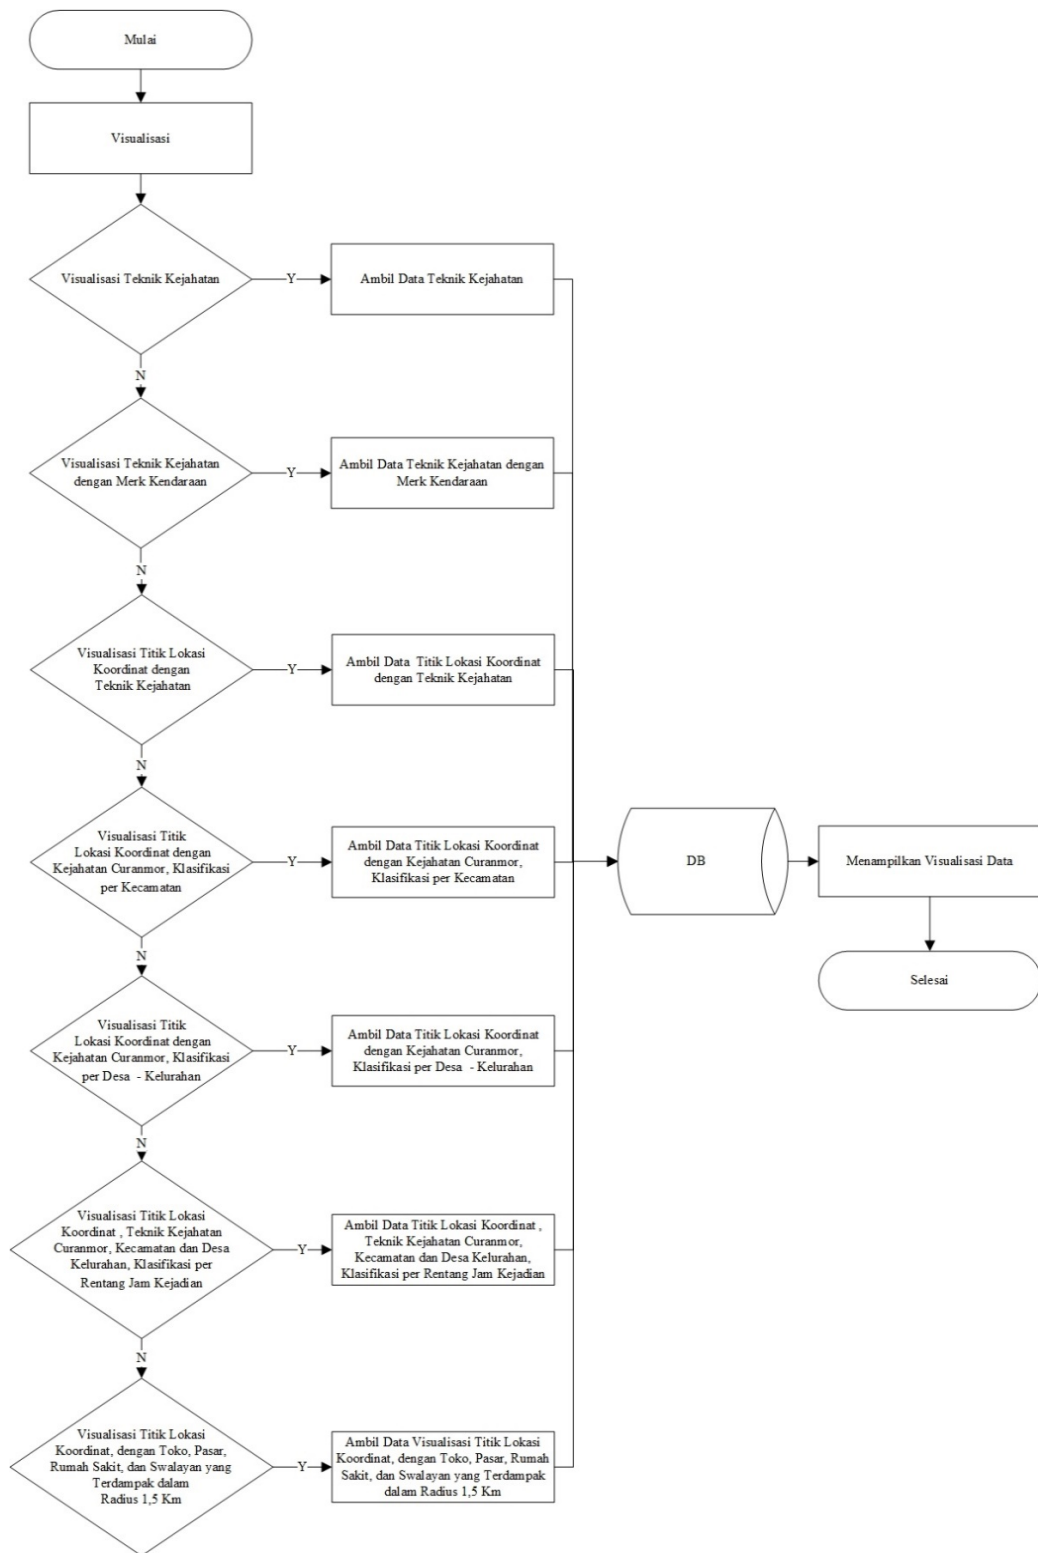 Mulai
Visualisasi
Visualisasi Teknik Kejahatan
Y
Ambil Data Teknik Kejahatan
N
Visualisasi Teknik Kejahatan
dengan Merk Kendaraan
Y
Ambil Data Teknik Kejahatan dengan
Merk Kendaraan
N
Visualisasi Titik Lokasi
Koordinat dengan
Teknik Kejahatan
Y
Ambil Data Titik Lokasi Koordinat
dengan Teknik Kejahatan
N
Visualisasi Titik
Lokasi Koordinat dengan
Kejahatan Curanmor, Klasifikasi
per Kecamatan
Y
Ambil Data Titik Lokasi Koordinat
dengan Kejahatan Curanmor,
Klasifikasi per Kecamatan
DB
Menampilkan Visualisasi Data
Selesai
N
Visualisasi Titik
Lokasi Koordinat dengan
Kejahatan Curanmor, Klasifikasi
per Desa - Kelurahan
Y
Ambil Data Titik Lokasi Koordinat
dengan Kejahatan Curanmor,
Klasifikasi per Desa - Kelurahan
N
Visualisasi Titik Lokasi
Koordinat , Teknik Kejahatan
Curanmor, Kecamatan dan Desa
Kelurahan, Klasifikasi per
Rentang Jam Kejadian
Y
Ambil Data Titik Lokasi Koordinat ,
Teknik Kejahatan Curanmor,
Kecamatan dan Desa Kelurahan,
Klasifikasi per Rentang Jam Kejadian
N
Visualisasi Titik Lokasi
Koordinat, dengan Toko, Pasar,
Rumah Sakit, dan Swalayan yang
Terdampak dalam
Radius 1,5 Km
Y
Ambil Data Visualisasi Titik Lokasi
Koordinat, dengan Toko, Pasar, Rumah
Sakit, dan Swalayan yang Terdampak
dalam Radius 1,5 Km